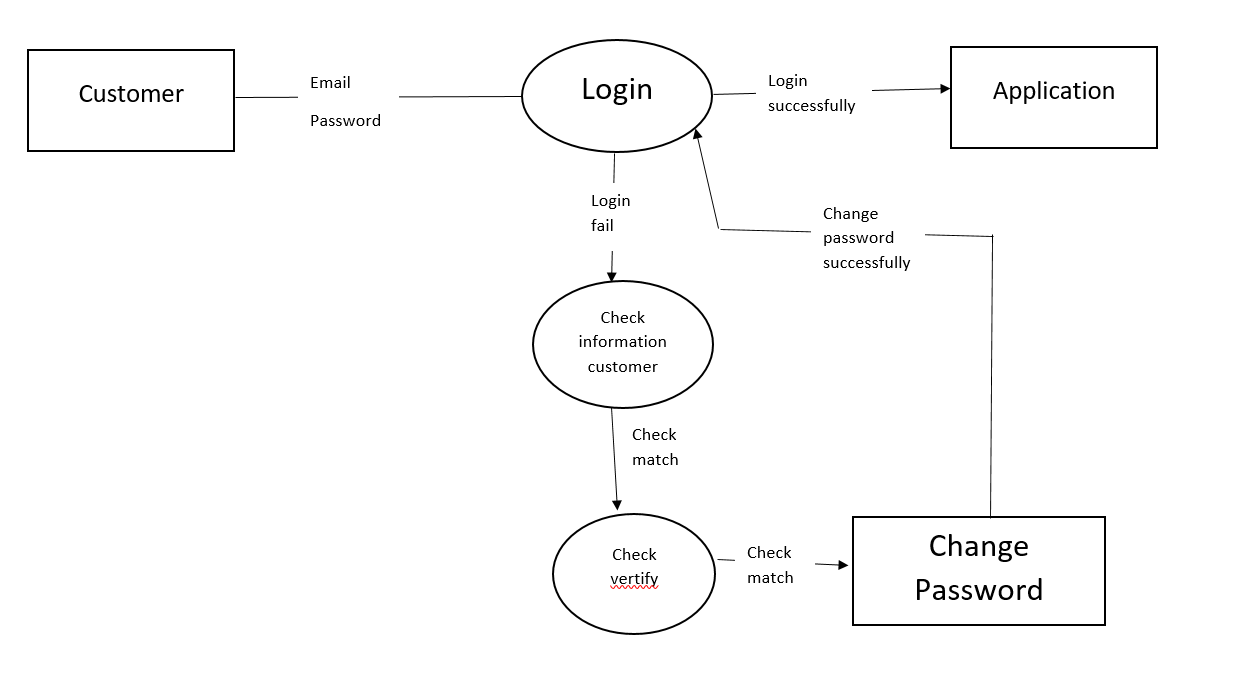 Customer
Email
Password
Login
Login
successfully
Application
Login
fail
Change
password
successfully
Check
information
customer
Check
match
Check
vertify
Check
match
Change
Password